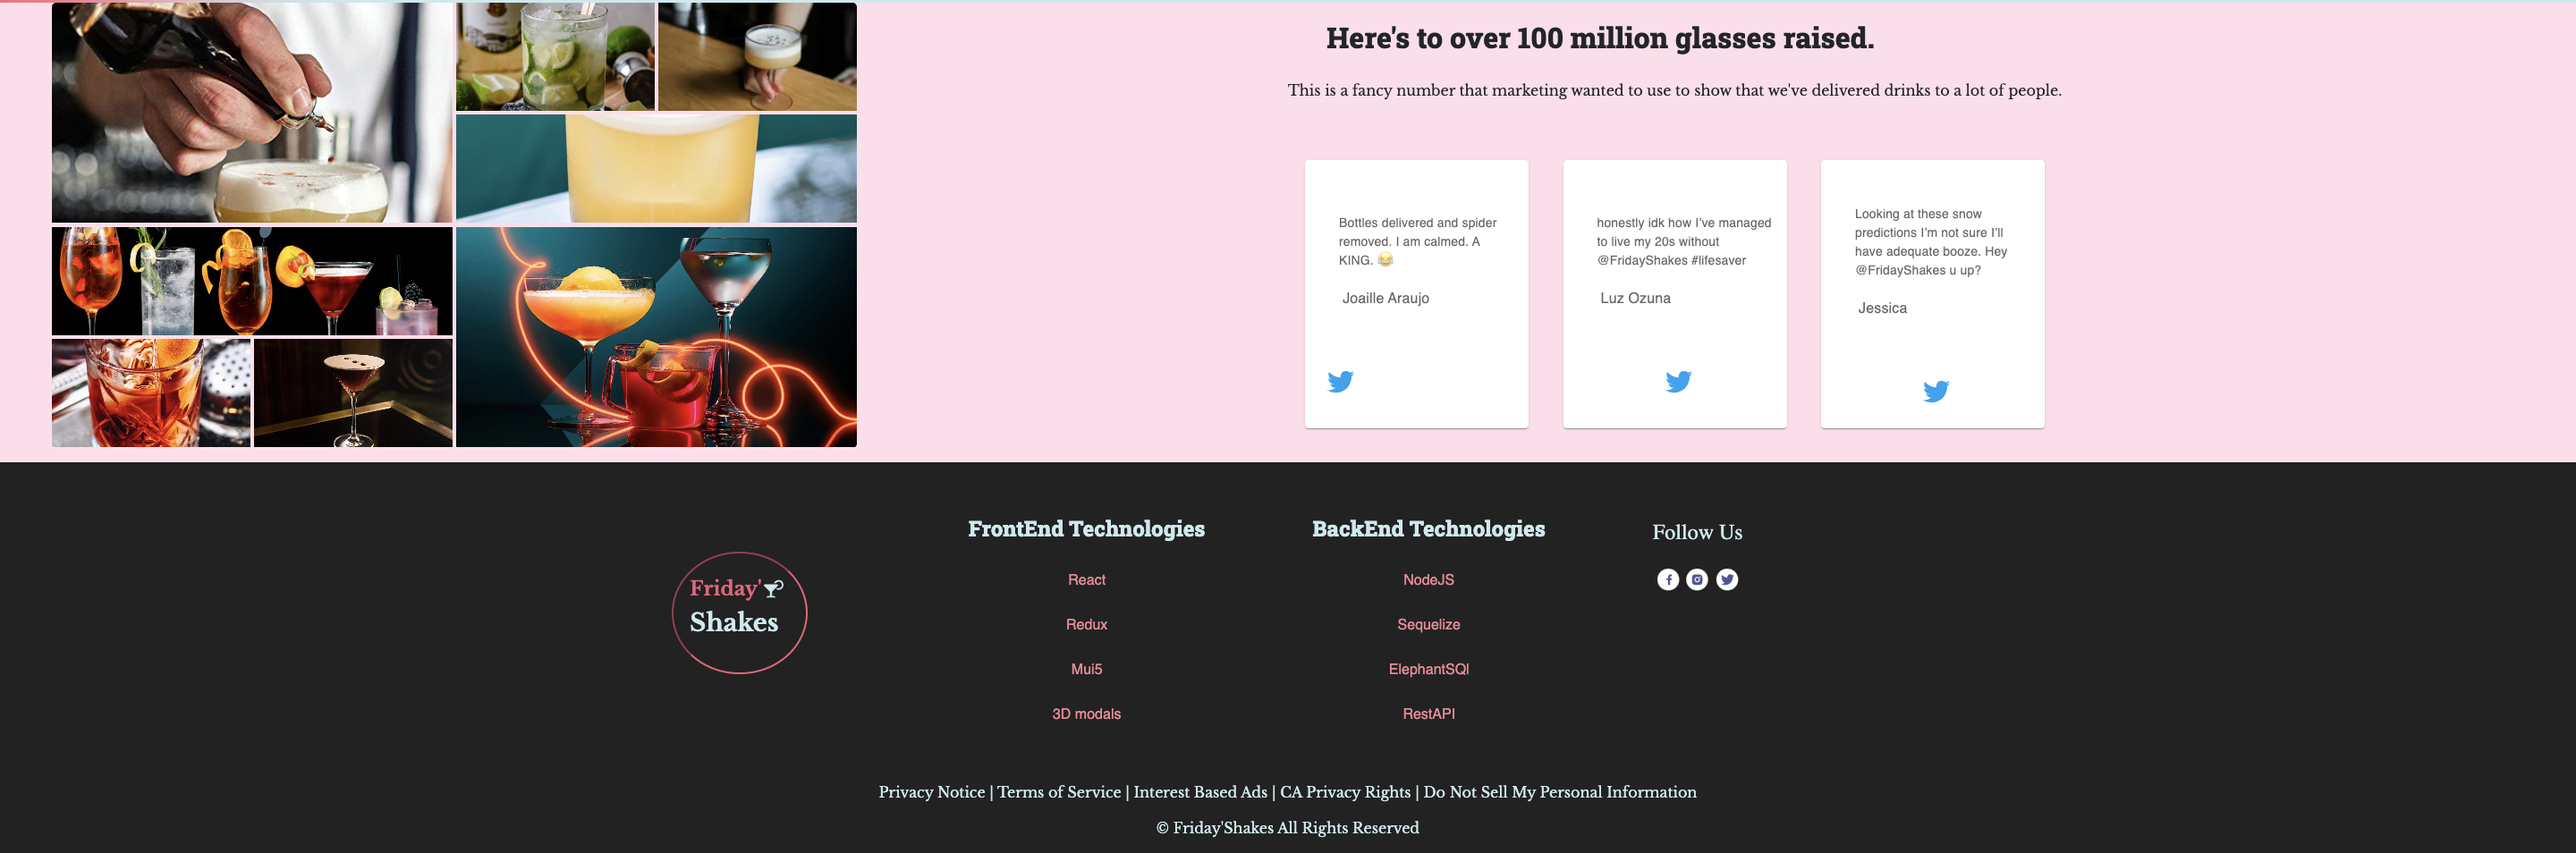 Here's to over 100 million glasses raised.
This is a fancy number that marketing wanted to use to show that we've delivered drinks to a lot of people.
Bottles delivered and spider
removed. I am calmed. A
KING. 😂
Joaille Araujo
honestly idk how I've managed
to live my 20s without
@FridayShakes #lifesaver
Luz Ozuna
Looking at these snow
predictions I'm not sure I'll
have adequate booze. Hey
@FridayShakes u up?
Jessica
Friday'
Shakes
FrontEnd Technologies
React
Redux
Mui5
3D modals
BackEnd Technologies
NodeJS
Sequelize
ElephantSQl
RestAPI
Follow Us
Privacy Notice | Terms of Service | Interest Based Ads | CA Privacy Rights | Do Not Sell My Personal Information
© Friday'Shakes All Rights Reserved